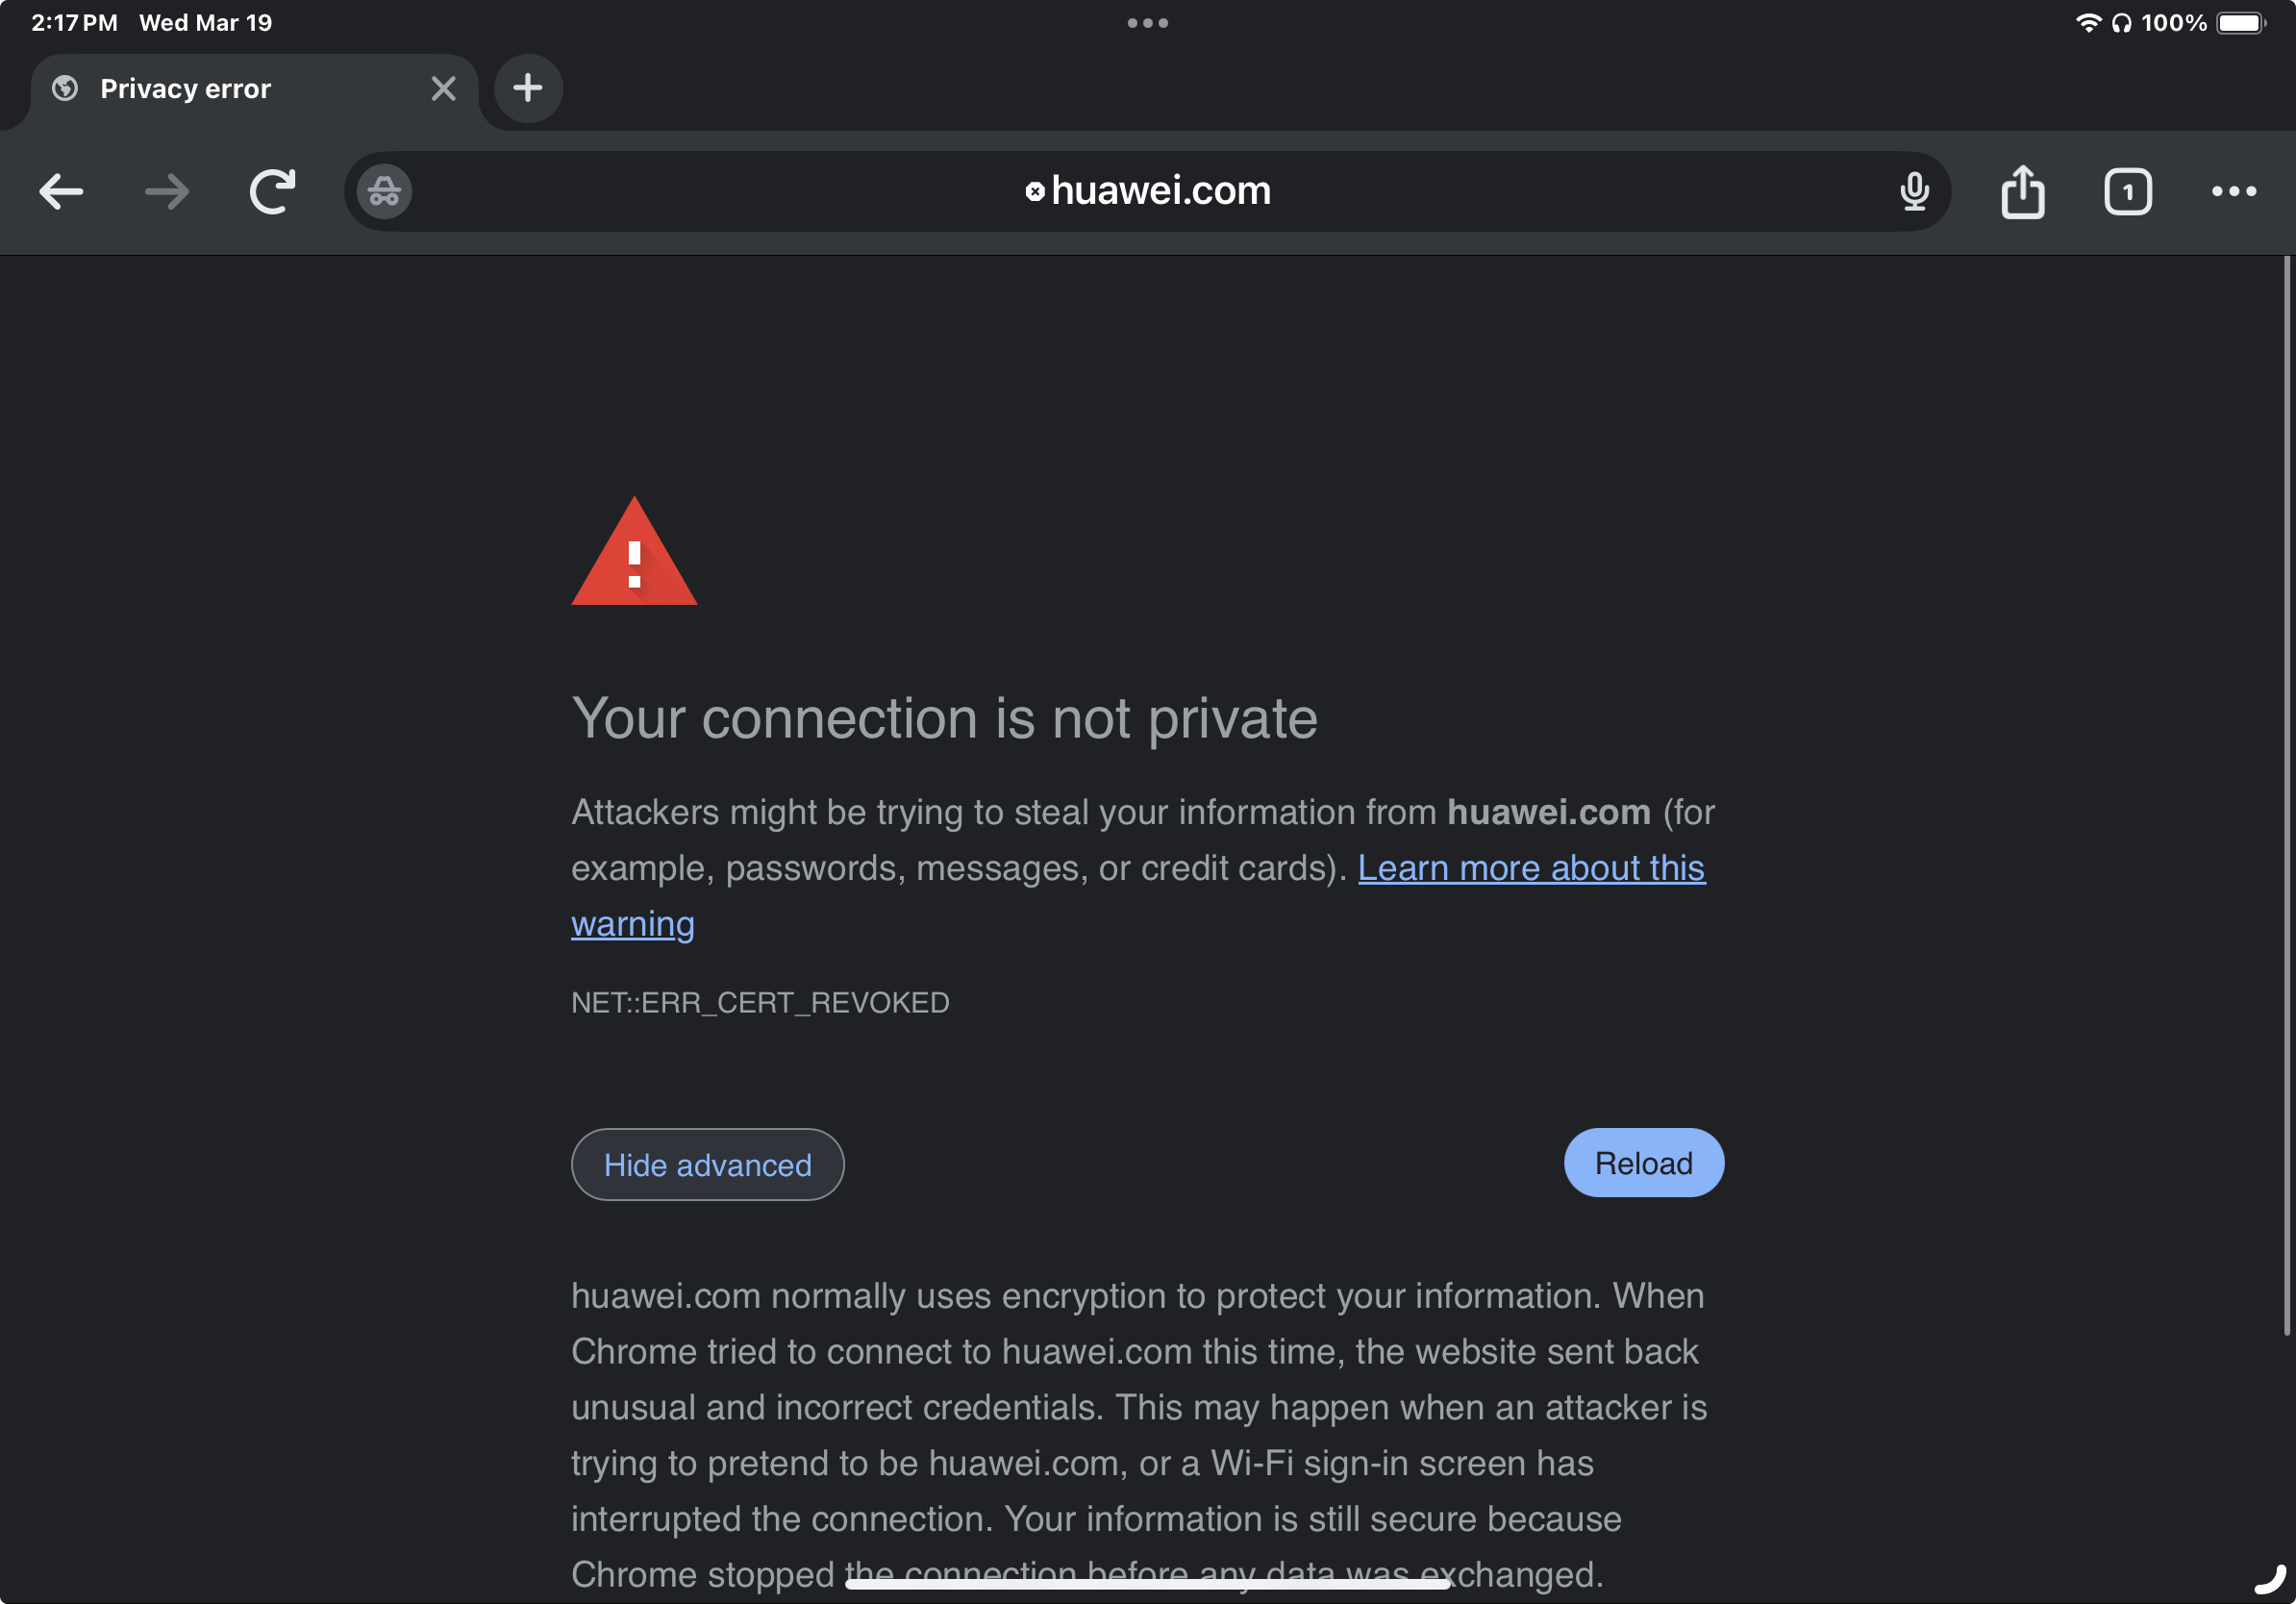 2:17 PM Wed Mar 19
100%
Privacy error
huawei.com
1
Your connection is not private
Attackers might be trying to steal your information from huawei.com (for
example, passwords, messages, or credit cards). Learn more about this
warning
NET::ERR_CERT_REVOKED
Hide advanced
Reload
huawei.com normally uses encryption to protect your information. When
Chrome tried to connect to huawei.com this time, the website sent back
unusual and incorrect credentials. This may happen when an attacker is
trying to pretend to be huawei.com, or a Wi-Fi sign-in screen has
interrupted the connection. Your information is still secure because
Chrome stopped the connection before any data was exchanged.